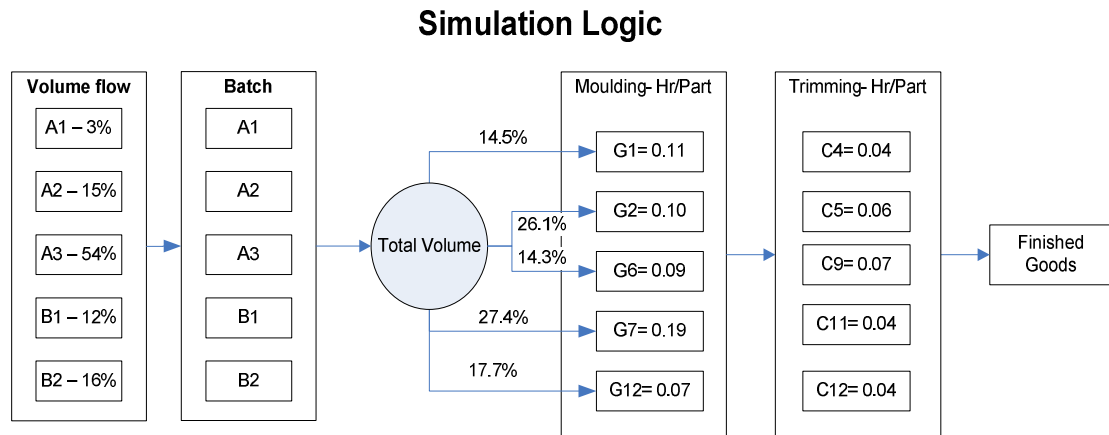 Simulation Logic
Volume flow
A1 – 3%
A2 – 15%
A3 – 54%
B1 – 12%
B2 – 16%
Batch
A1
A2
A3
B1
B2
Total Volume
14.5%
26.1%
14.3%
27.4%
17.7%
Moulding- Hr/Part
G1= 0.11
G2= 0.10
G6= 0.09
G7= 0.19
G12= 0.07
Trimming- Hr/Part
C4= 0.04
C5= 0.06
C9= 0.07
C11= 0.04
C12= 0.04
Finished
Goods